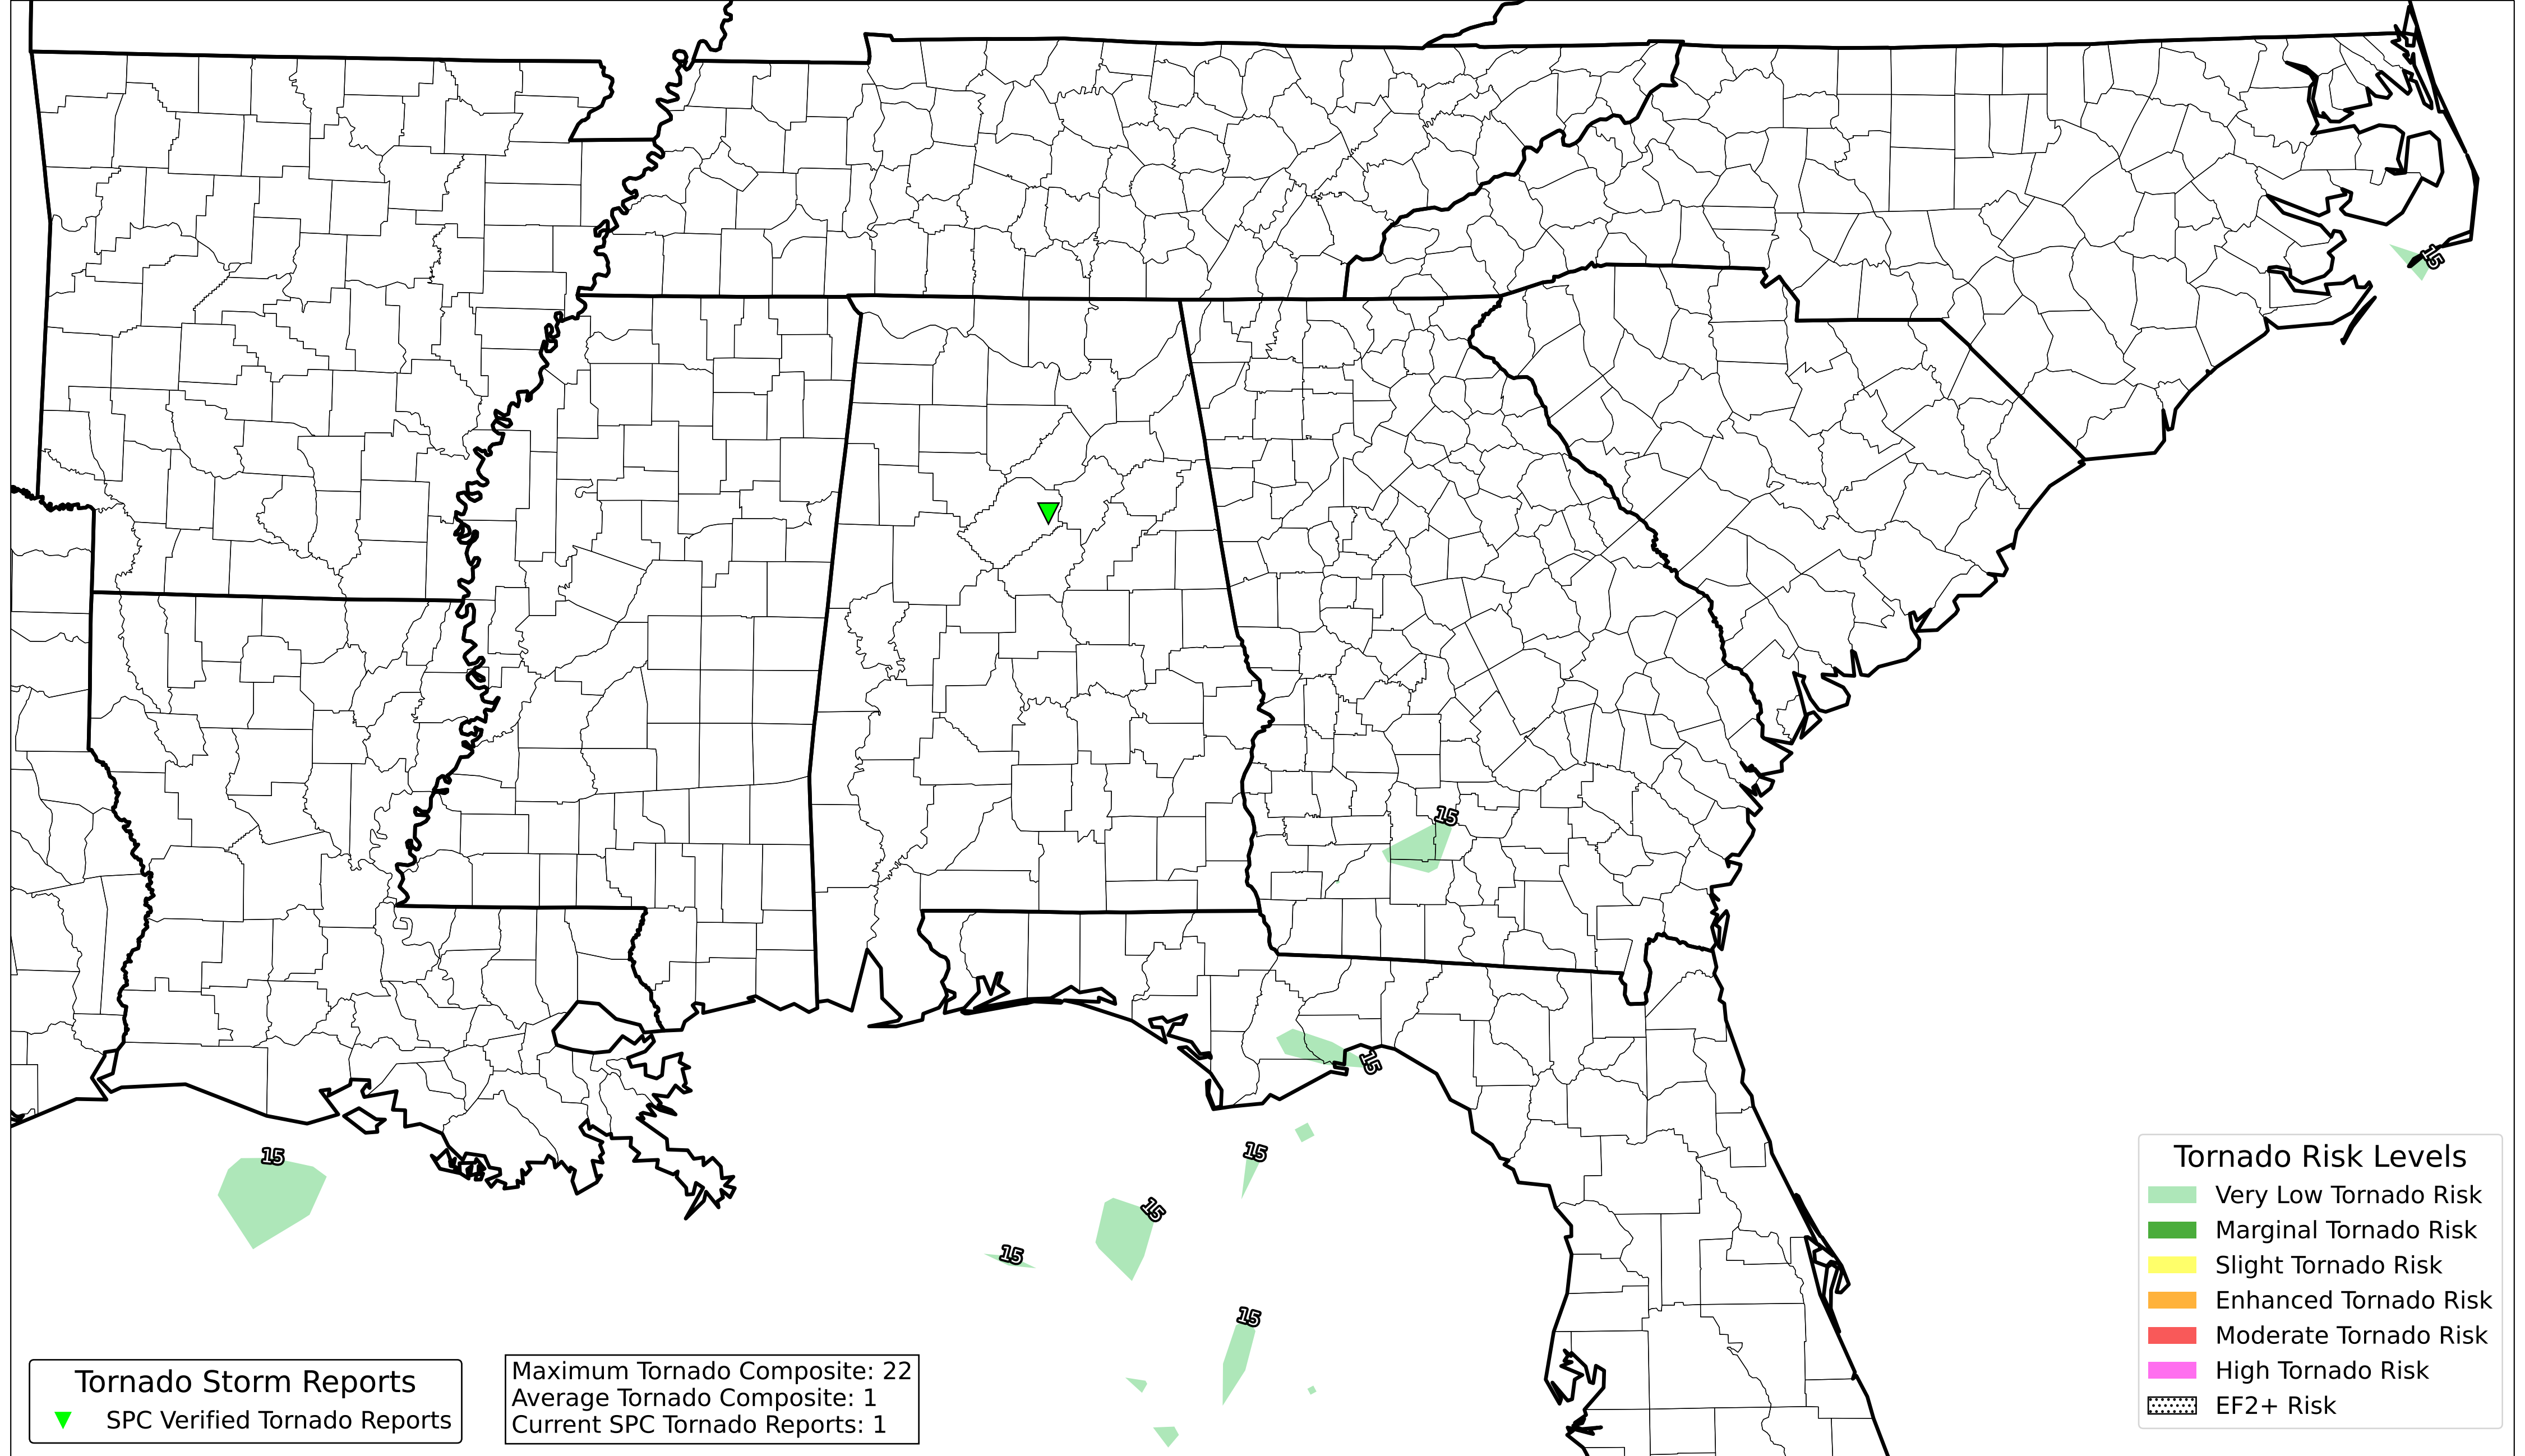 15
15
15
15
15
15
15
15
Tornado Storm Reports
SPC Verified Tornado Reports
Maximum Tornado Composite: 22
Average Tornado Composite: 1
Current SPC Tornado Reports: 1
Tornado Risk Levels
Very Low Tornado Risk
Marginal Tornado Risk
Slight Tornado Risk
Enhanced Tornado Risk
Moderate Tornado Risk
High Tornado Risk
EF2+ Risk